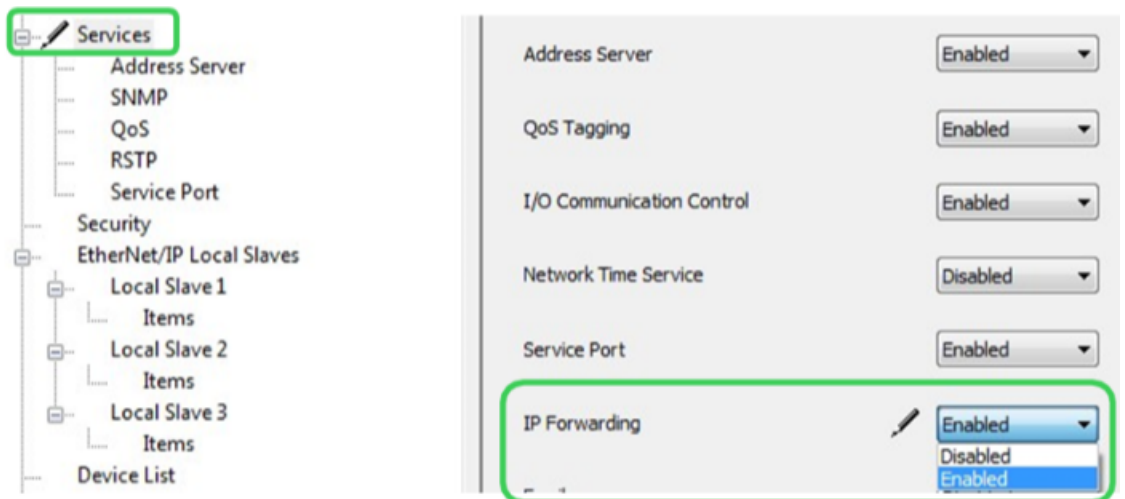 Services
Address Server
SNMP
QoS
RSTP
Service Port
Security
EtherNet/IP Local Slaves
Local Slave 1
Items
Local Slave 2
Items
Local Slave 3
Items
Device List
Address Server Enabled
QoS Tagging Enabled
I/O Communication Control Enabled
Network Time Service Disabled
Service Port Enabled
IP Forwarding Enabled
Disabled
Enabled